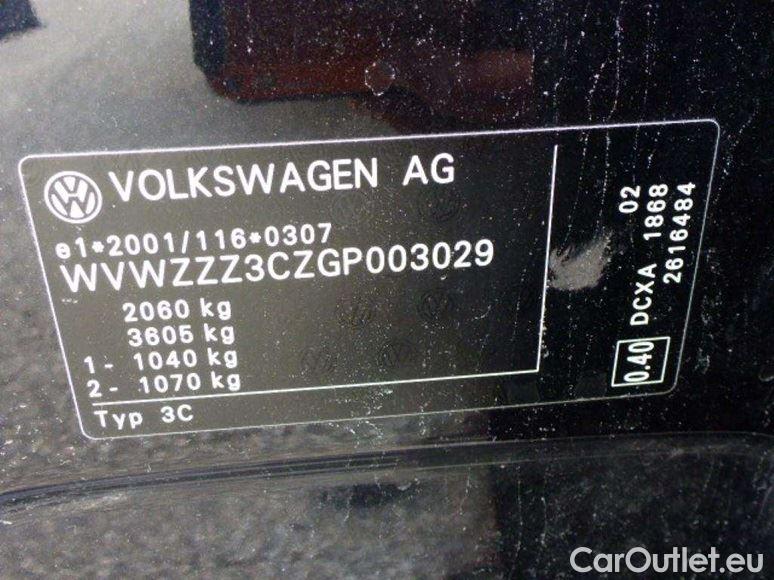 VOLKSWAGEN AG
e1*2001/116*0307
WVWZZZ3CZGP003029
2060 kg
3605 kg
1 - 1040 kg
2 - 1070 kg
Typ 3C
02
DCXA 1868
0.40 2616484
CarOutlet.eu